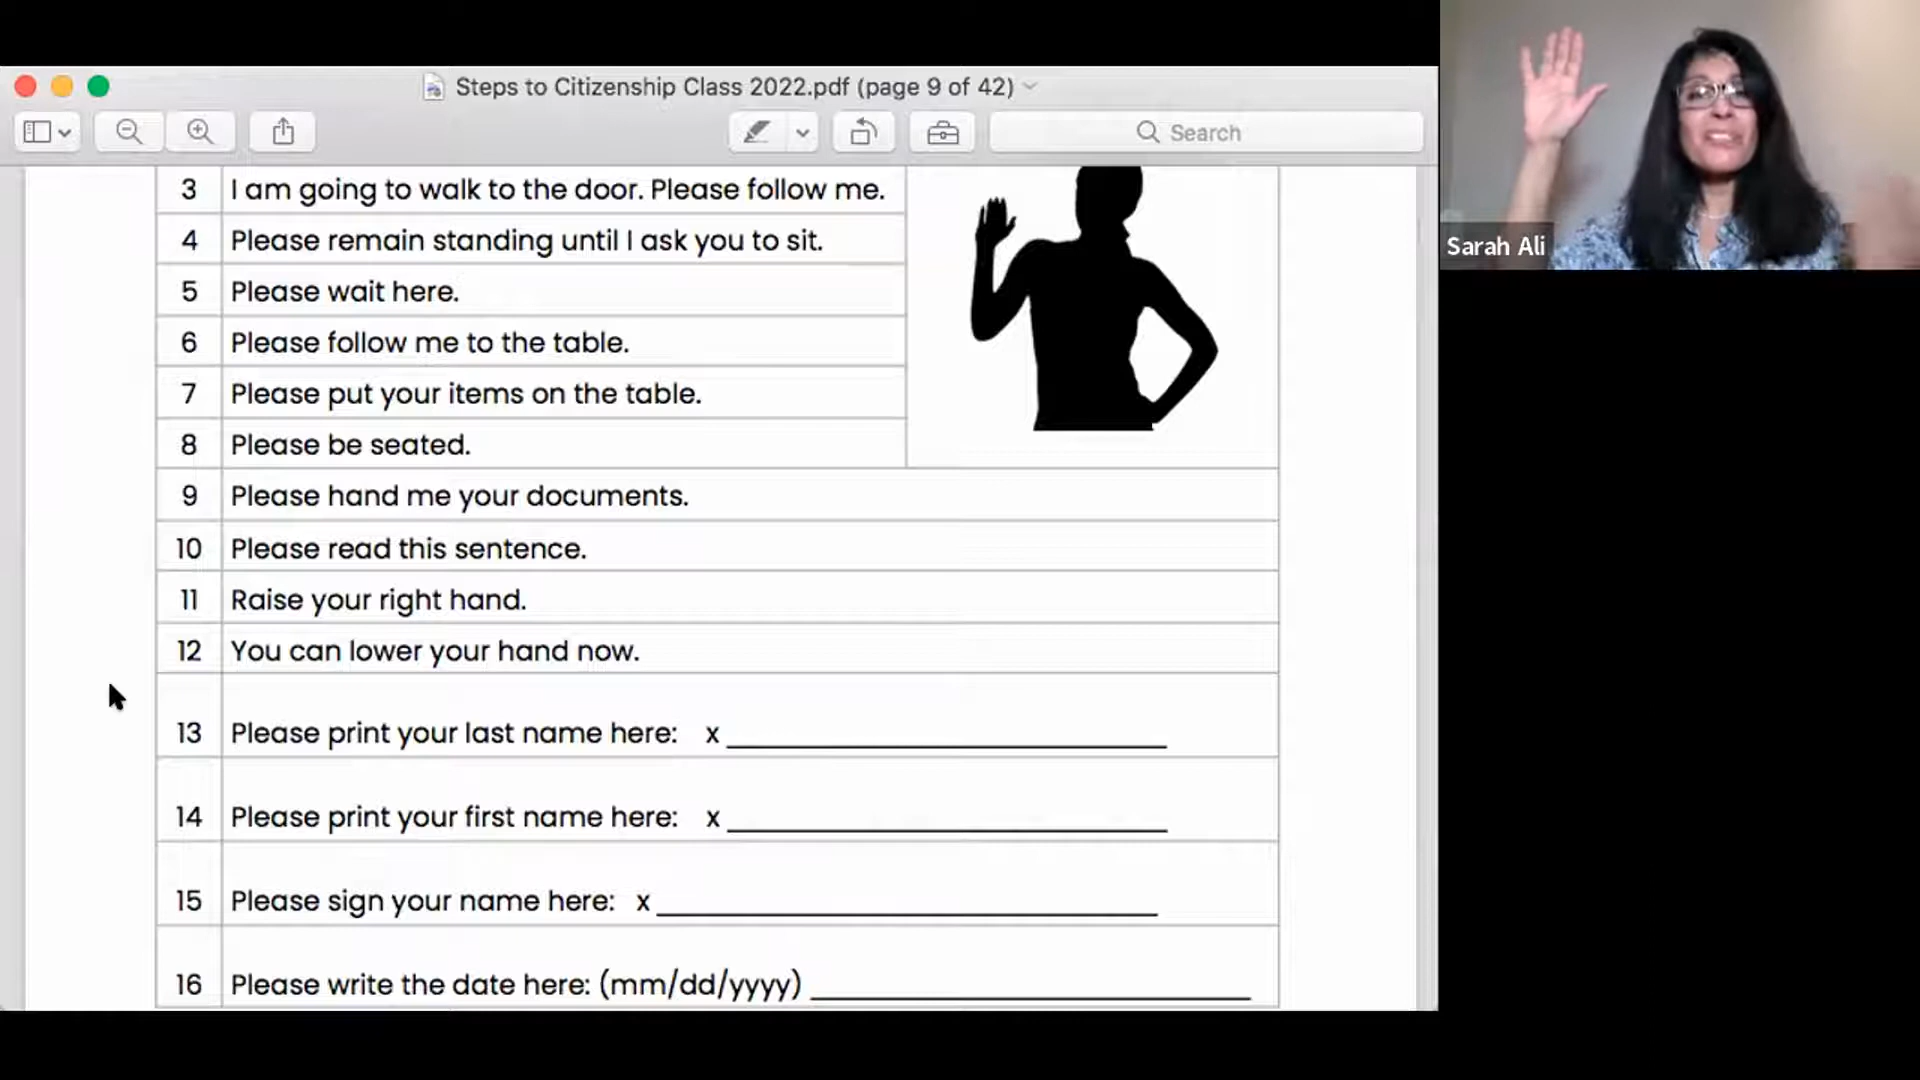 Steps to Citizenship Class 2022.pdf (page 9 of 42)
Search
Sarah Ali
3 I am going to walk to the door. Please follow me.
4 Please remain standing until I ask you to sit.
5 Please wait here.
6 Please follow me to the table.
7 Please put your items on the table.
8 Please be seated.
9 Please hand me your documents.
10 Please read this sentence.
11 Raise your right hand.
12 You can lower your hand now.
13 Please print your last name here: x ______________________________
14 Please print your first name here: x ______________________________
15 Please sign your name here: x __________________________________
16 Please write the date here: (mm/dd/yyyy) ______________________________